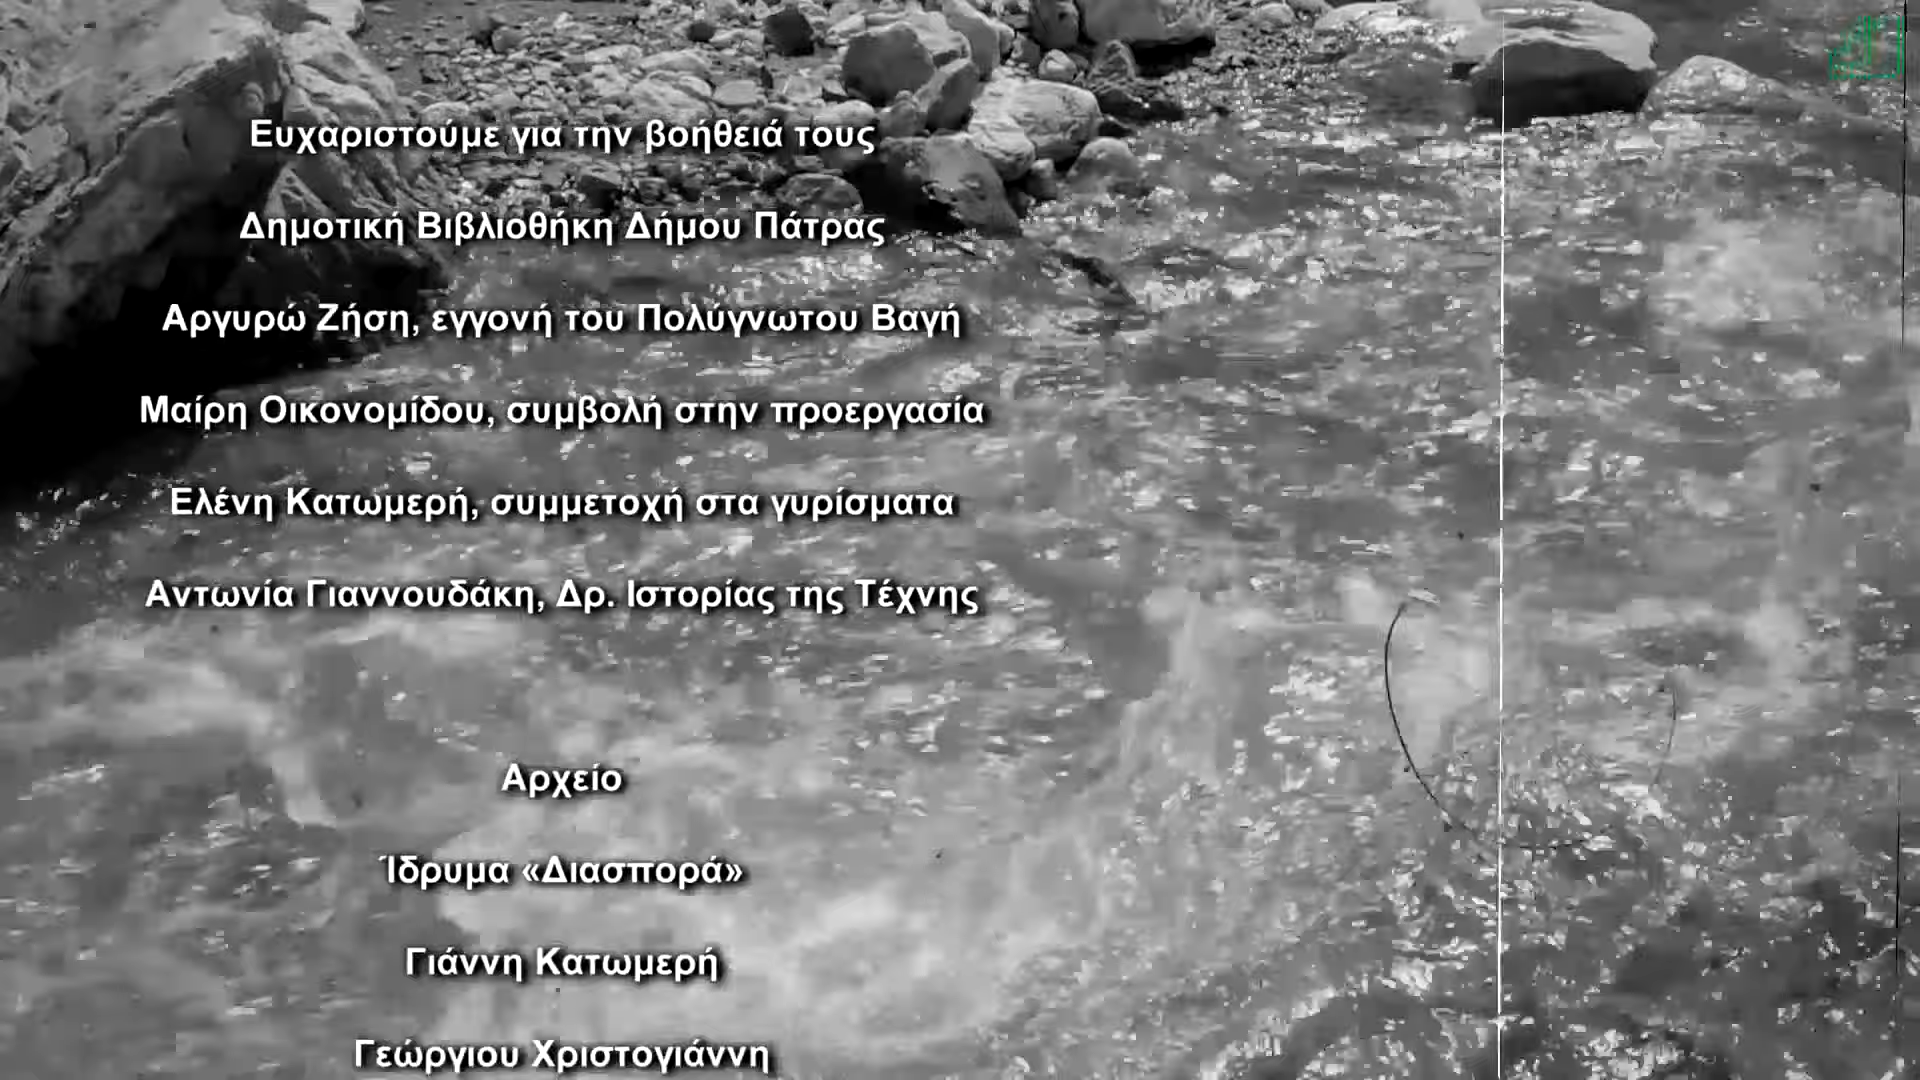 Ευχαριστούμε για την βοήθειά τους
Δημοτική Βιβλιοθήκη Δήμου Πάτρας
Αργυρώ Ζήση, εγγονή του Πολύγνωτου Βαγή
Μαίρη Οικονομίδου, συμβολή στην προεργασία
Ελένη Κατωμερή, συμμετοχή στα γυρίσματα
Αντωνία Γιαννουδάκη, Δρ. Ιστορίας της Τέχνης
Αρχείο
Ίδρυμα «Διασπορά»
Γιάννη Κατωμερή
Γεώργιου Χριστογιάννη